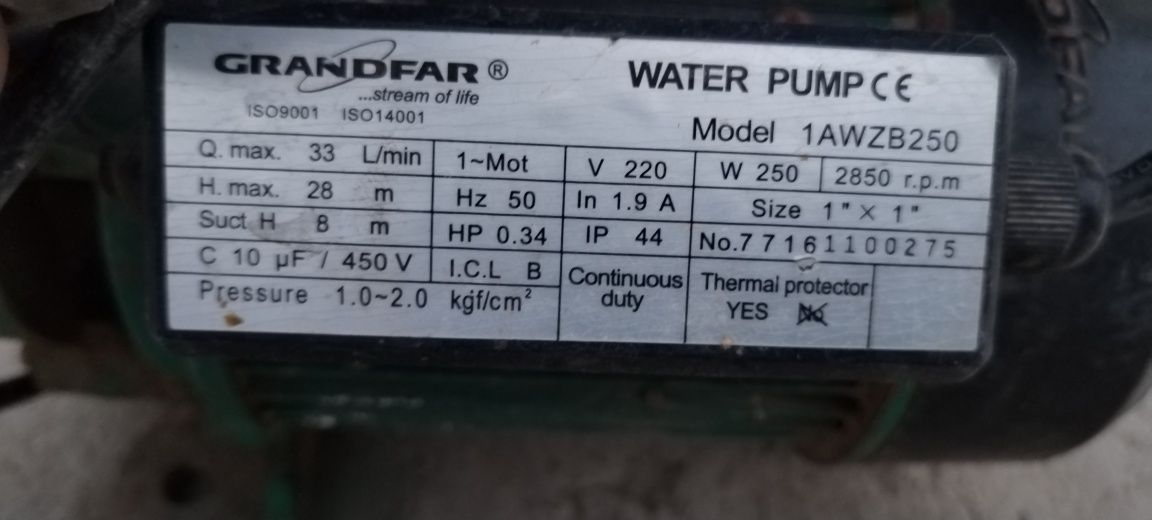 GRANDFAR®
...stream of life
ISO9001 ISO14001
WATER PUMP CE
Model 1AWZB250
Q. max. 33 L/min
H. max. 28 m
Suct H 8 m
C 10 µF / 450 V
Pressure 1.0~2.0 kgf/cm²
1~Mot
Hz 50
HP 0.34
I.C.L B
V 220
In 1.9 A
IP 44
Continuous
duty
W 250
2850 r.p.m
Size 1" × 1"
No.77161100275
Thermal protector
YES No